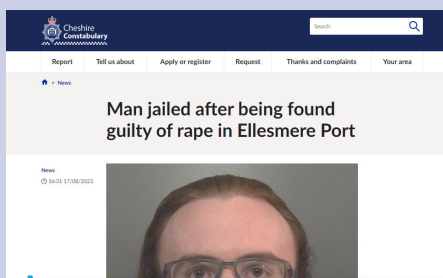 Cheshire
Constabulary
Search
Report Tell us about Apply or register Request Thanks and complaints Your area
» News
Man jailed after being found
guilty of rape in Ellesmere Port
News
16:31 17/08/2023